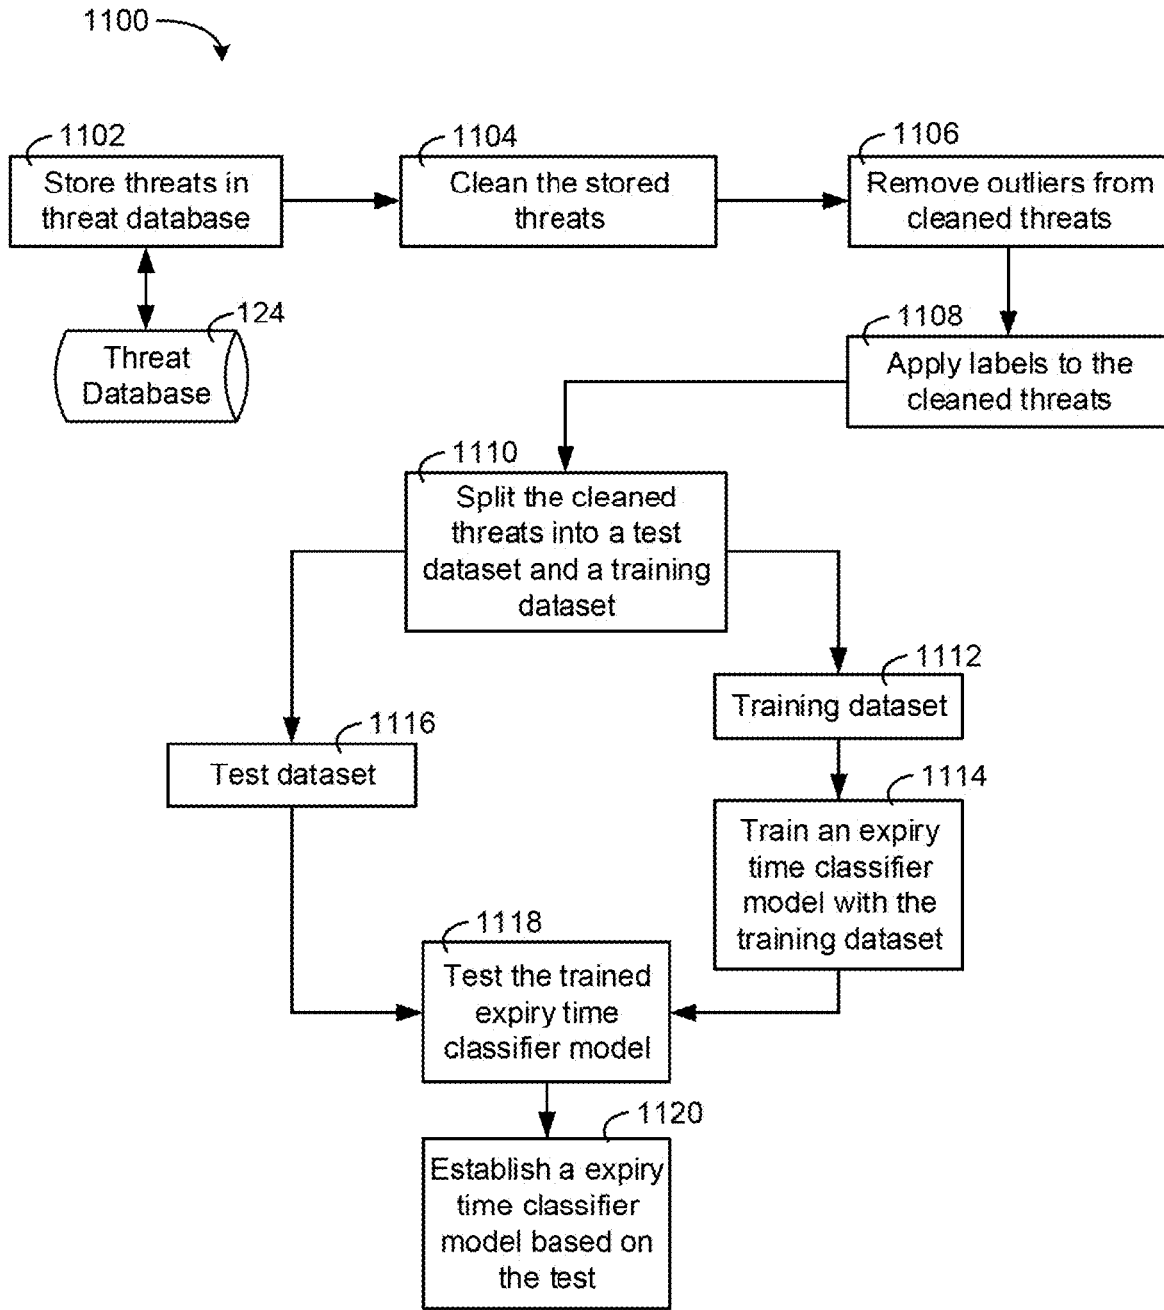 1100
1102
Store threats in
threat database
1104
Clean the stored
threats
1106
Remove outliers from
cleaned threats
124
Threat
Database
1108
Apply labels to the
cleaned threats
1110
Split the cleaned
threats into a test
dataset and a training
dataset
1112
Training dataset
1116
Test dataset
1114
Train an expiry
time classifier
model with the
training dataset
1118
Test the trained
expiry time
classifier model
1120
Establish a expiry
time classifier
model based on
the test